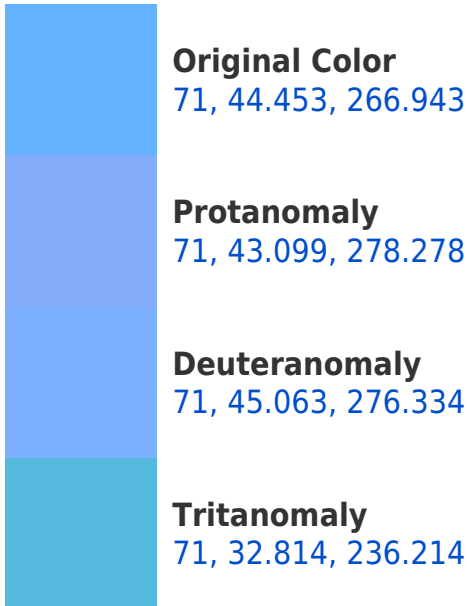 Original Color
71, 44.453, 266.943
Protanomaly
71, 43.099, 278.278
Deuteranomaly
71, 45.063, 276.334
Tritanomaly
71, 32.814, 236.214